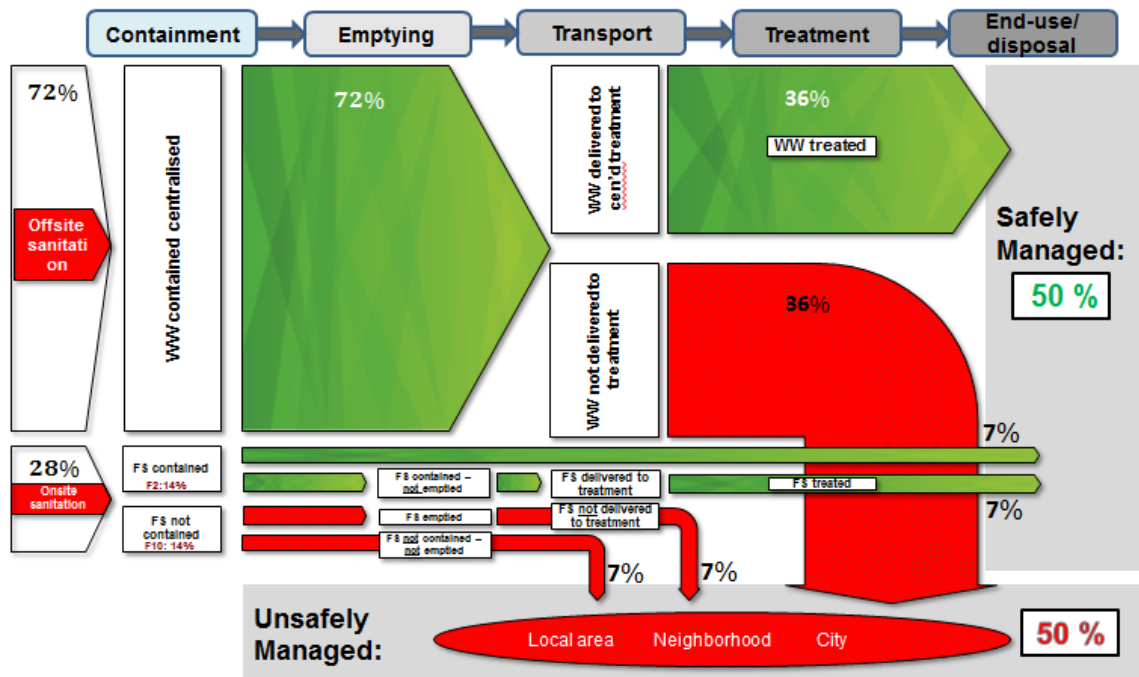 Containment
Emptying
Transport
Treatment
End-use/
disposal
72%
Offsite
sanitati
on
WW contained centralised
72%
WW delivered to
cen'd treatment
36%
WW treated
Safely
Managed:
50 %
WW not delivered to
treatment
36%
28%
Onsite
sanitation
FS contained
F2:14%
7%
FS contained –
not emptied
FS delivered to
treatment
FS treated
7%
FS not
contained
F10: 14%
FS emptied
FS not delivered
to treatment
FS not contained –
not emptied
7%
7%
Unsafely
Managed:
Local area
Neighborhood
City
50 %